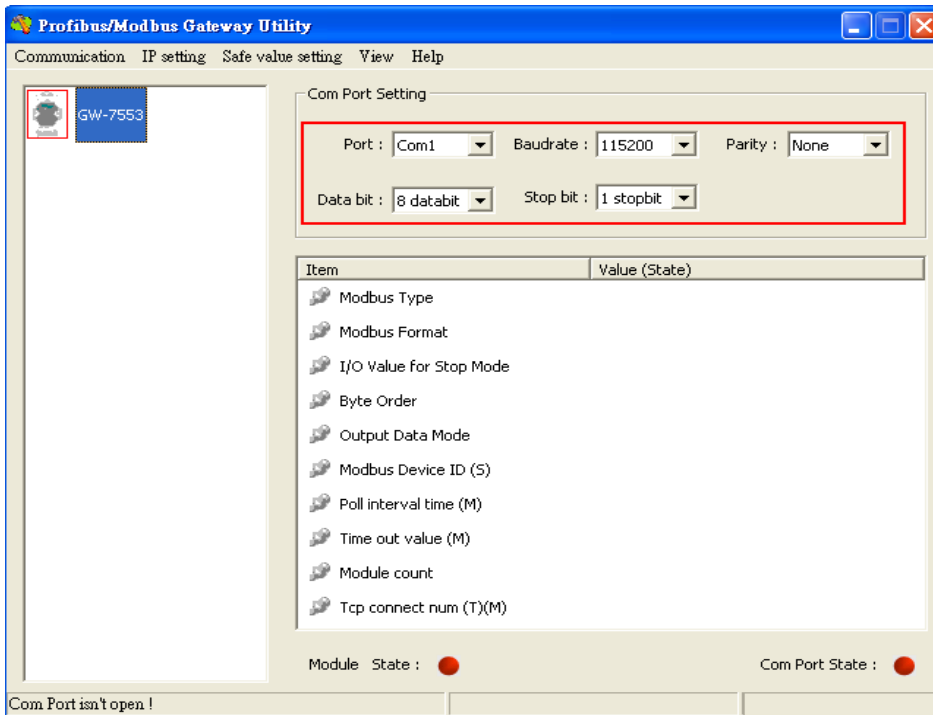 Profibus/Modbus Gateway Utility
Communication IP setting Safe value setting View Help
GW-7553
Com Port Setting
Port : Com1 Baudrate : 115200 Parity : None
Data bit : 8 databit Stop bit : 1 stopbit
Item Value (State)
Modbus Type
Modbus Format
I/O Value for Stop Mode
Byte Order
Output Data Mode
Modbus Device ID (S)
Poll interval time (M)
Time out value (M)
Module count
Tcp connect num (T)(M)
Module State : Com Port State :
Com Port isn't open !